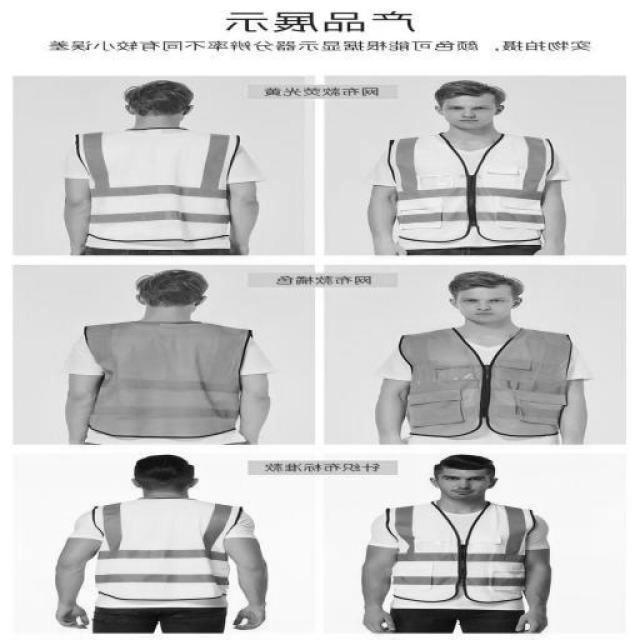 产品展示
实物拍摄，颜色可能根据显示器分辨率不同有较小误差
网布款荧光黄
网布款橘色
针织布标准款